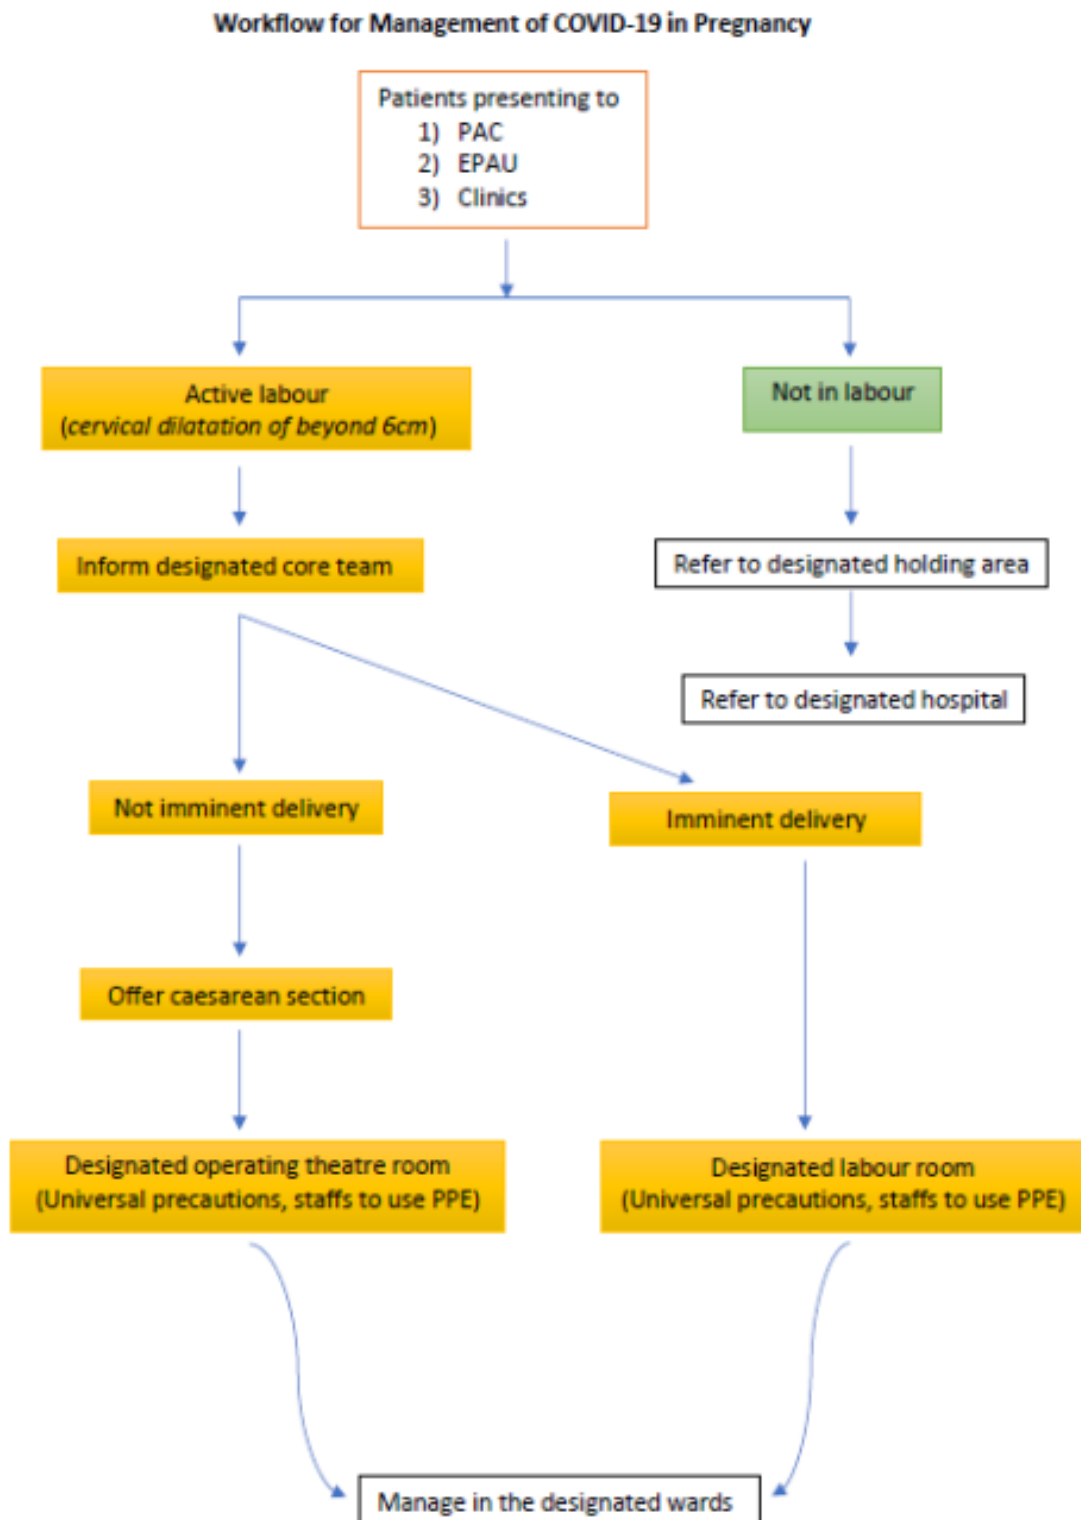 Workflow for Management of COVID-19 in Pregnancy
Patients presenting to
1) PAC
2) EPAU
3) Clinics
Active labour
(cervical dilatation of beyond 6cm)
Not in labour
Inform designated core team
Refer to designated holding area
Refer to designated hospital
Not imminent delivery
Imminent delivery
Offer caesarean section
Designated operating theatre room
(Universal precautions, staffs to use PPE)
Designated labour room
(Universal precautions, staffs to use PPE)
Manage in the designated wards